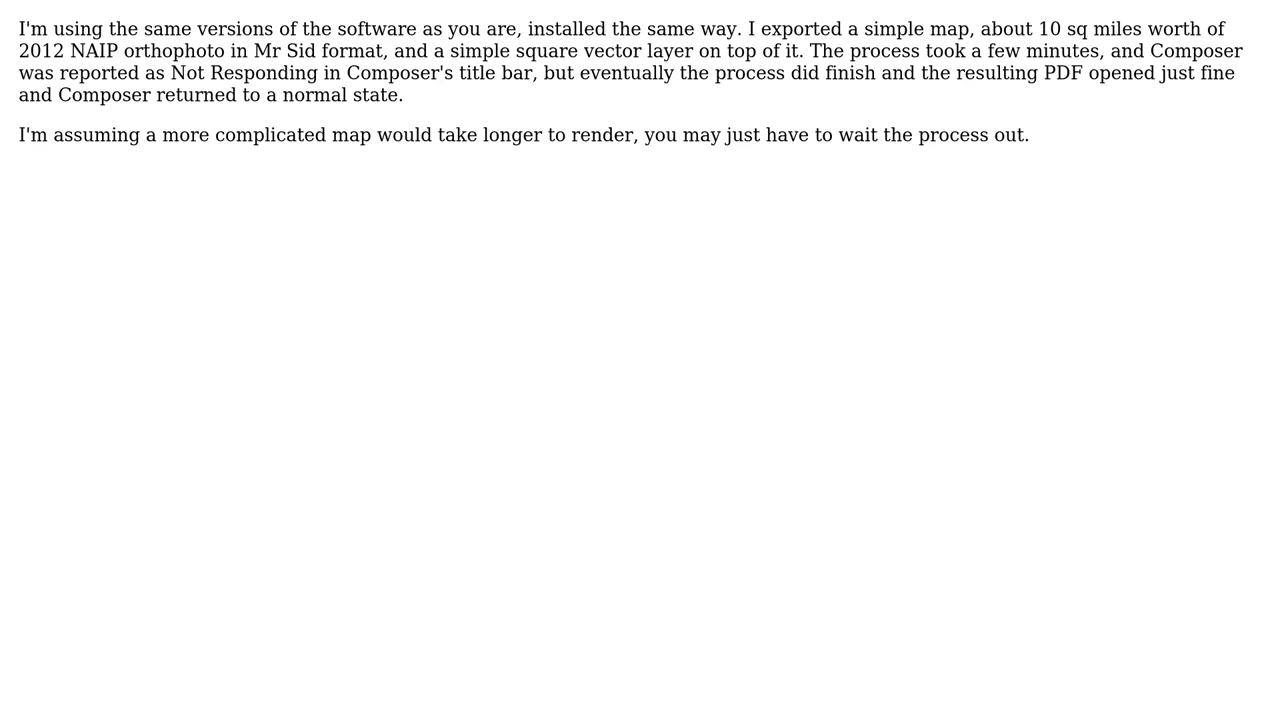 I'm using the same versions of the software as you are, installed the same way. I exported a simple map, about 10 sq miles worth of
2012 NAIP orthophoto in Mr Sid format, and a simple square vector layer on top of it. The process took a few minutes, and Composer
was reported as Not Responding in Composer's title bar, but eventually the process did finish and the resulting PDF opened just fine
and Composer returned to a normal state.
I'm assuming a more complicated map would take longer to render, you may just have to wait the process out.